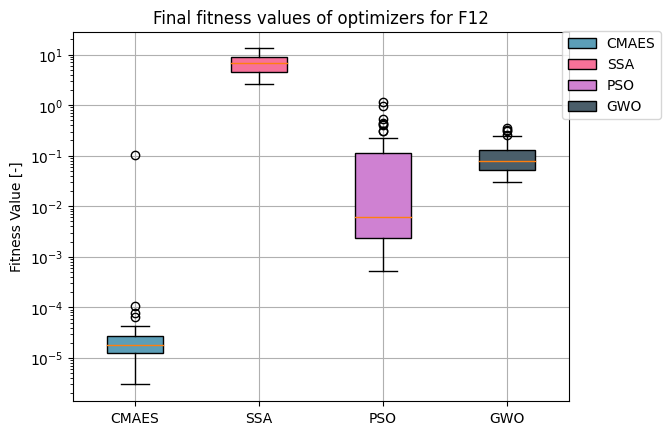 Final fitness values of optimizers for F12
Fitness Value [-]
10¹
10⁰
10⁻¹
10⁻²
10⁻³
10⁻⁴
10⁻⁵
CMAES SSA PSO GWO
CMAES
SSA
PSO
GWO